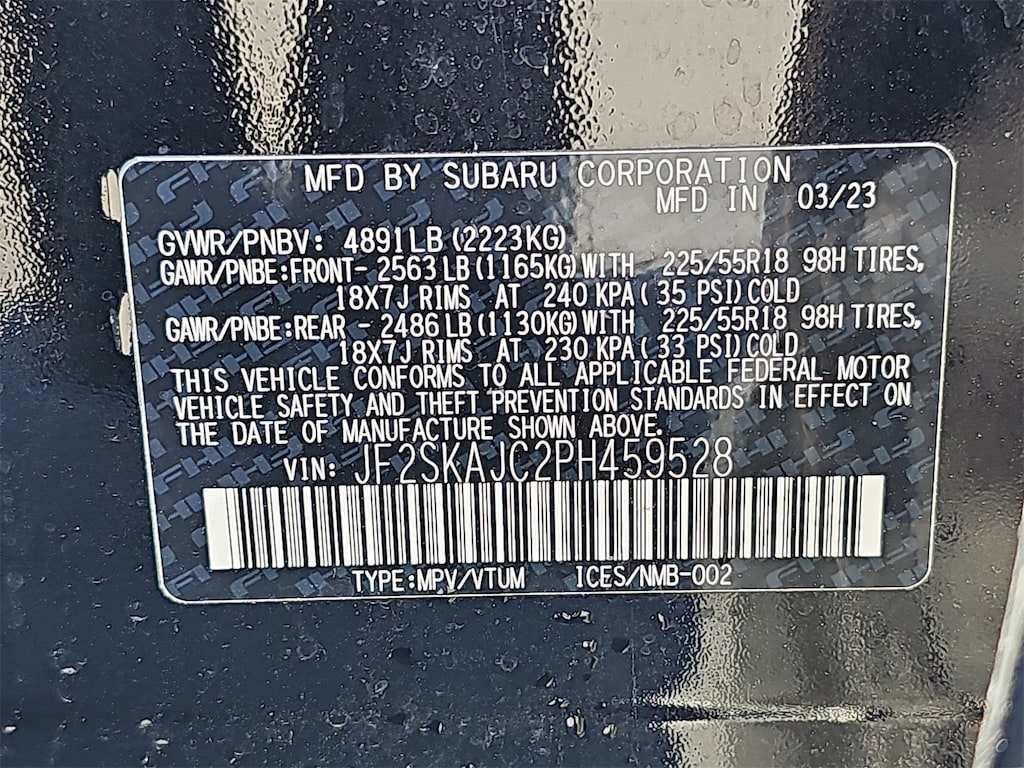 MFD BY SUBARU CORPORATION
MFD IN 03/23
GVWR/PNBV: 4891LB (2223KG)
GAWR/PNBE:FRONT- 2563 LB (1165KG) WITH 225/55R18 98H TIRES,
18X7J RIMS AT 240 KPA ( 35 PSI) COLD
GAWR/PNBE:REAR - 2486 LB (1130KG) WITH 225/55R18 98H TIRES,
18X7J RIMS AT 230 KPA ( 33 PSI) COLD
THIS VEHICLE CONFORMS TO ALL APPLICABLE FEDERAL MOTOR
VEHICLE SAFETY AND THEFT PREVENTION STANDARDS IN EFFECT ON
THE DATE OF MANUFACTURE SHOWN ABOVE.
VIN: JF2SKAJC2PH459528
TYPE:MPV/VTUM ICES/NMB-002